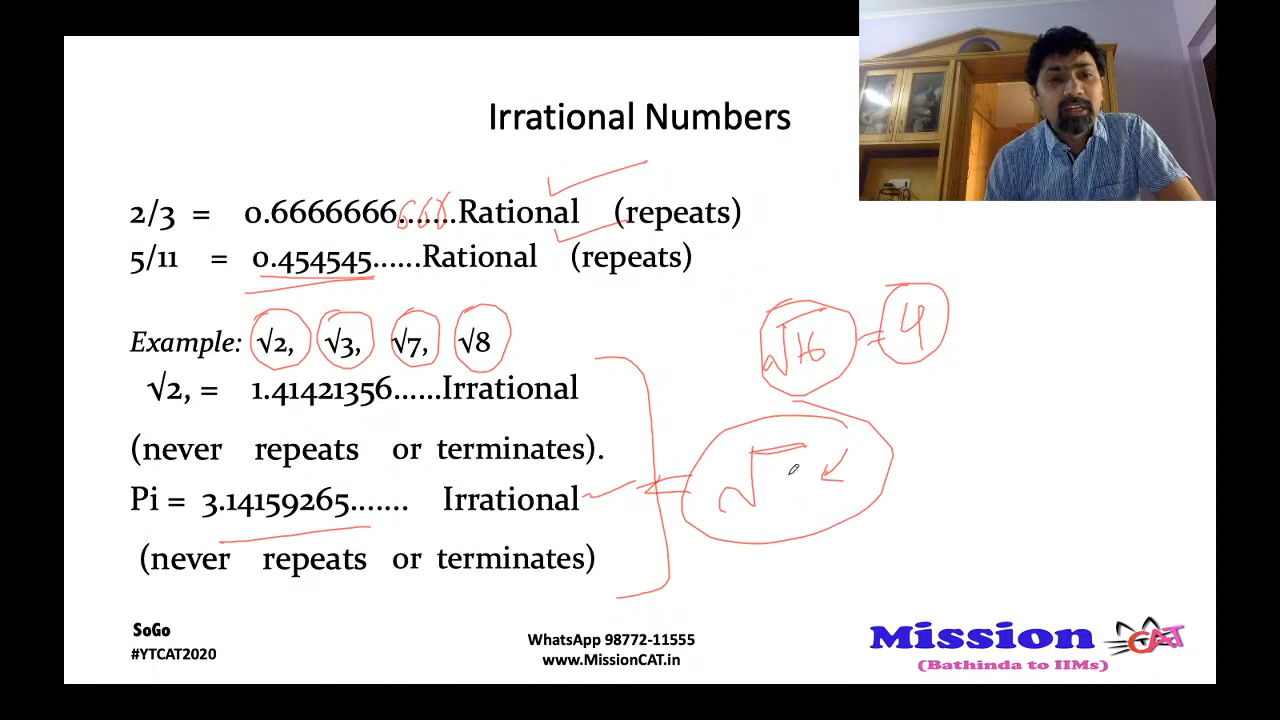 Irrational Numbers
2/3 = 0.6666666.......Rational (repeats)
5/11 = 0.454545......Rational (repeats)
Example: √2, √3, √7, √8
√16 = 4
√2, = 1.41421356......Irrational
(never repeats or terminates).
√
Pi = 3.14159265....... Irrational
(never repeats or terminates)
SoGo
#YTCAT2020
WhatsApp 98772-11555
www.MissionCAT.in
Mission CAT
(Bathinda to IIMs)